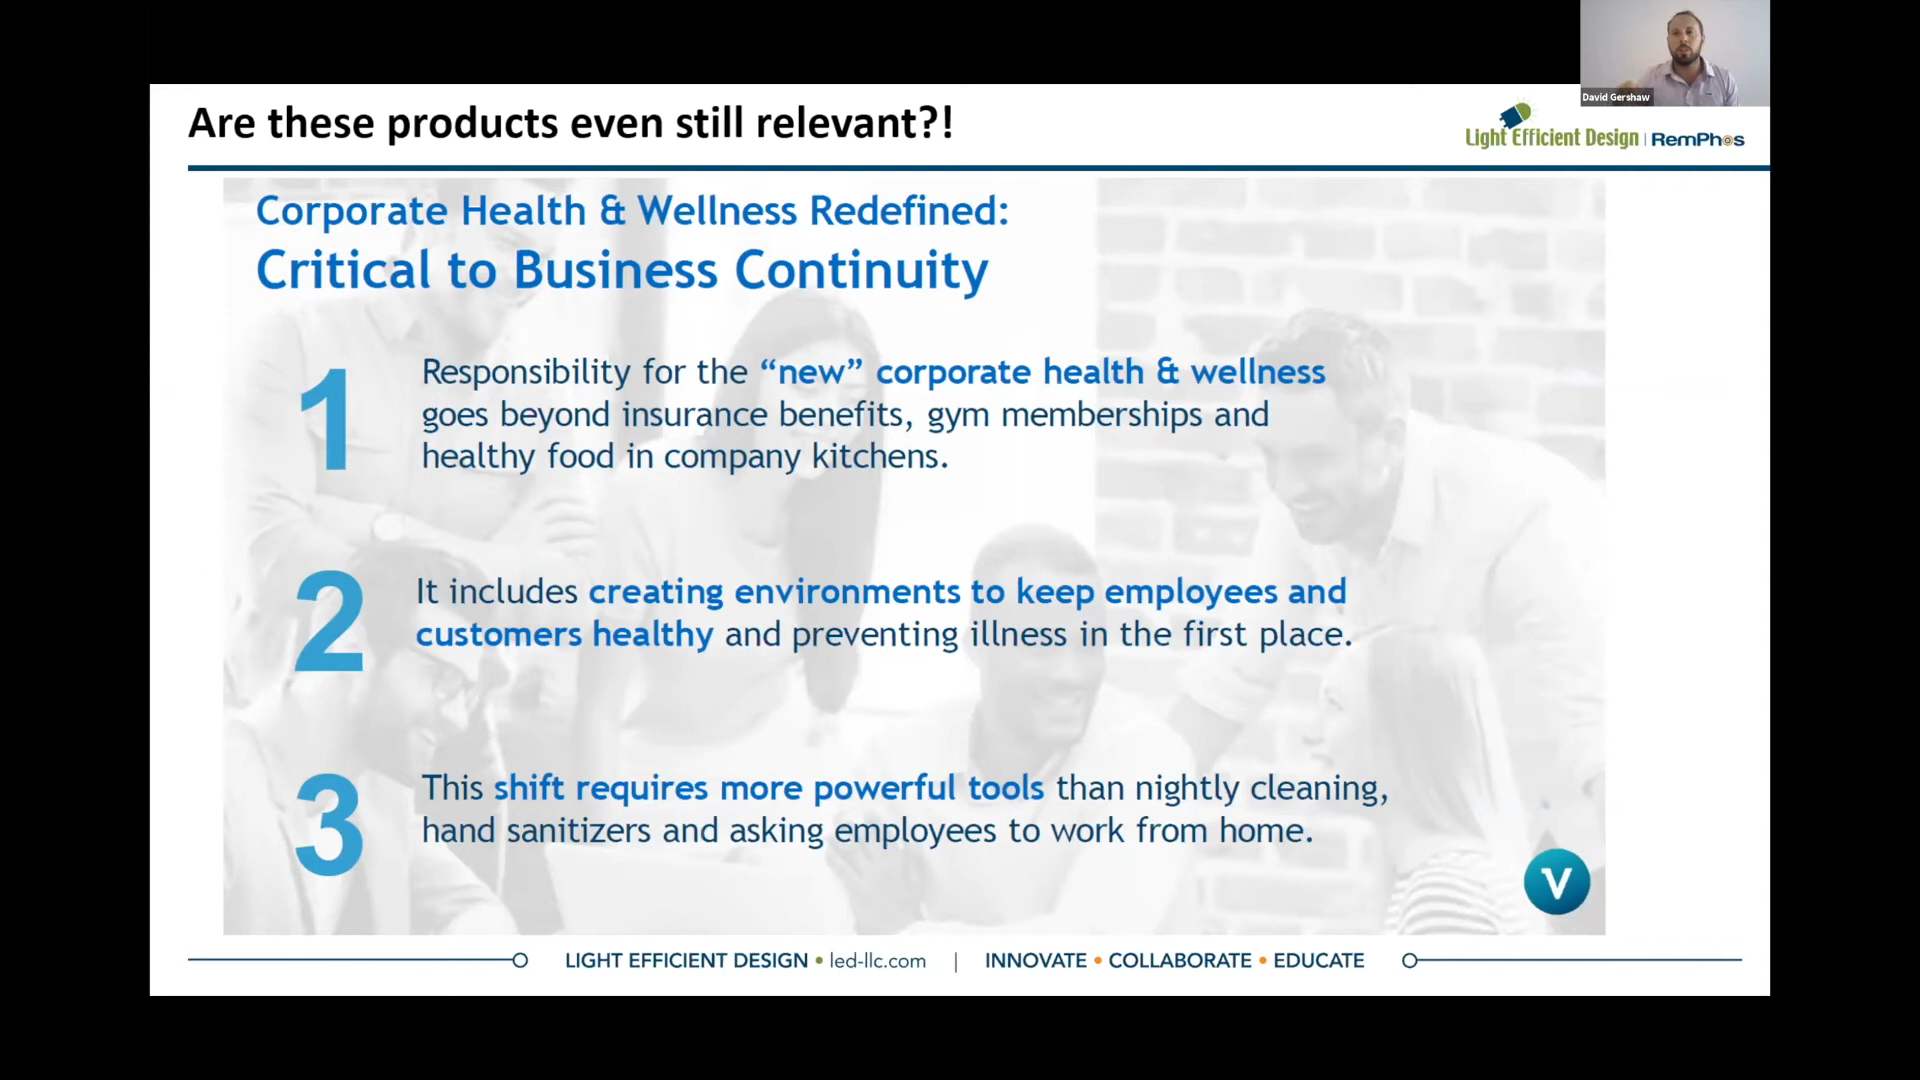 David Gershaw
Are these products even still relevant?!
Light Efficient Design | RemPhos
Corporate Health & Wellness Redefined:
Critical to Business Continuity
1
Responsibility for the “new” corporate health & wellness
goes beyond insurance benefits, gym memberships and
healthy food in company kitchens.
2
It includes creating environments to keep employees and
customers healthy and preventing illness in the first place.
3
This shift requires more powerful tools than nightly cleaning,
hand sanitizers and asking employees to work from home.
V
LIGHT EFFICIENT DESIGN • led-llc.com | INNOVATE • COLLABORATE • EDUCATE